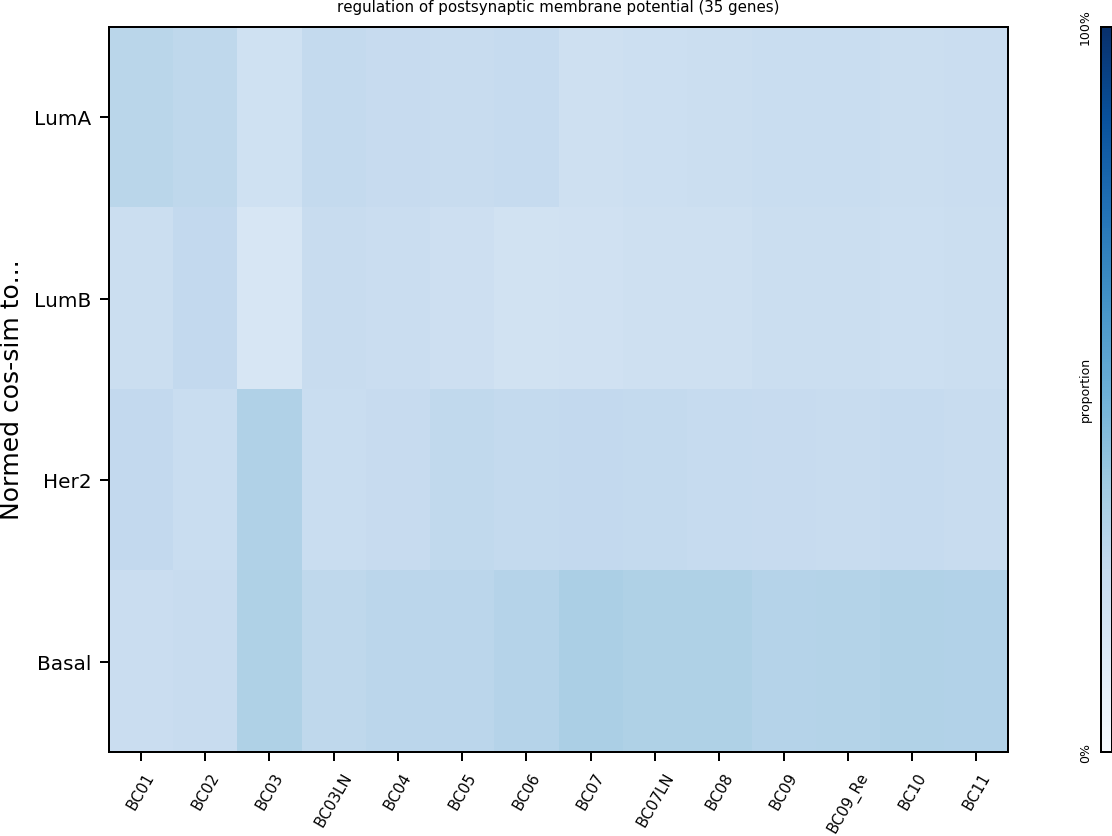 regulation of postsynaptic membrane potential (35 genes)
Normed cos-sim to...
LumA
LumB
Her2
Basal
BC01
BC02
BC03
BC03LN
BC04
BC05
BC06
BC07
BC07LN
BC08
BC09
BC09_Re
BC10
BC11
100%
proportion
0%